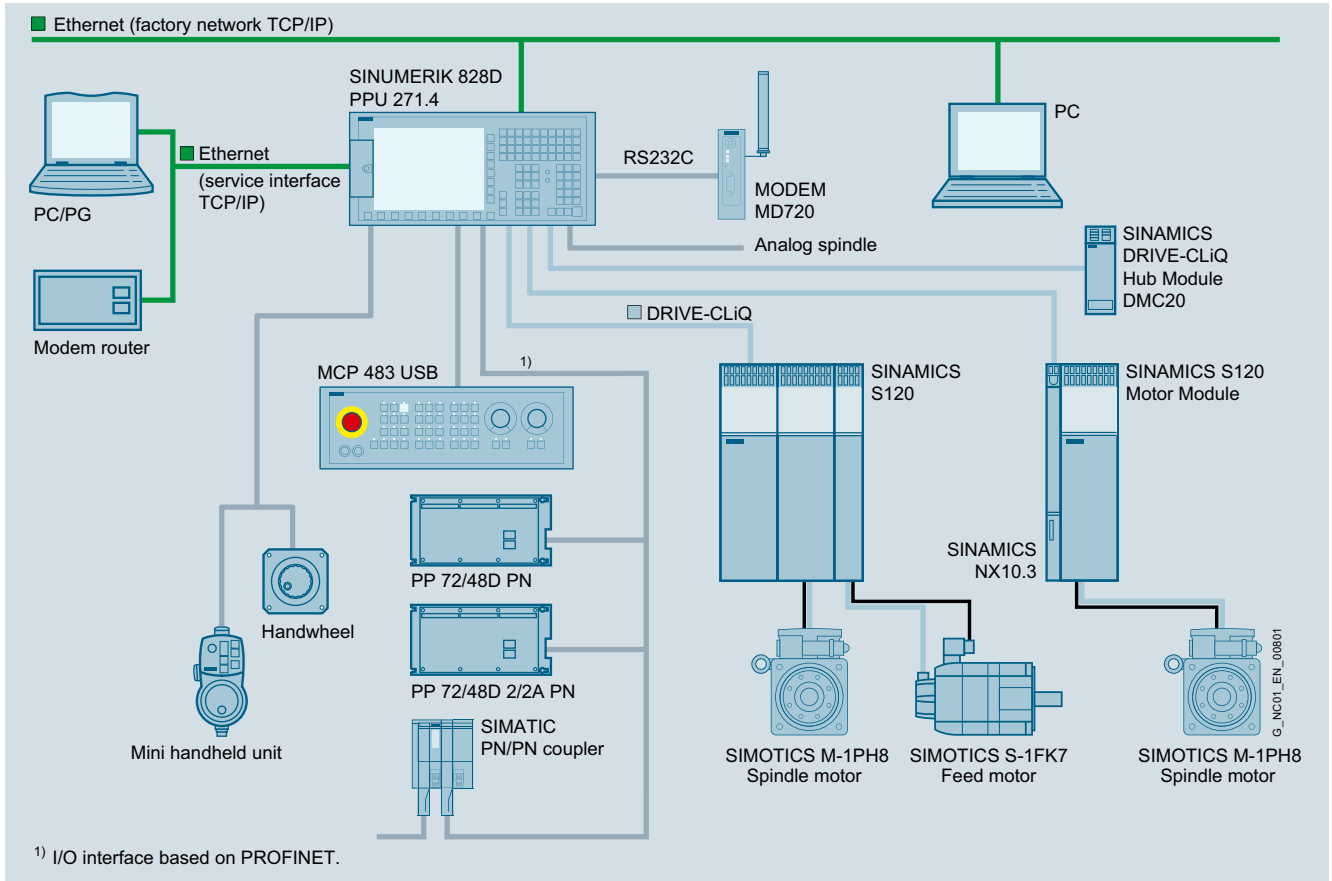 Ethernet (factory network TCP/IP)
SINUMERIK 828D
PPU 271.4
PC
Ethernet
(service interface
TCP/IP)
RS232C
PC/PG
MODEM
MD720
Analog spindle
SINAMICS
DRIVE-CLiQ
Hub Module
DMC20
DRIVE-CLiQ
Modem router
1)
MCP 483 USB
SINAMICS
S120
SINAMICS S120
Motor Module
SINAMICS
NX10.3
PP 72/48D PN
Handwheel
PP 72/48D 2/2A PN
SIMATIC
PN/PN coupler
Mini handheld unit
SIMOTICS M-1PH8
Spindle motor
SIMOTICS S-1FK7
Feed motor
SIMOTICS M-1PH8
Spindle motor
G_NC01_EN_00801
1) I/O interface based on PROFINET.